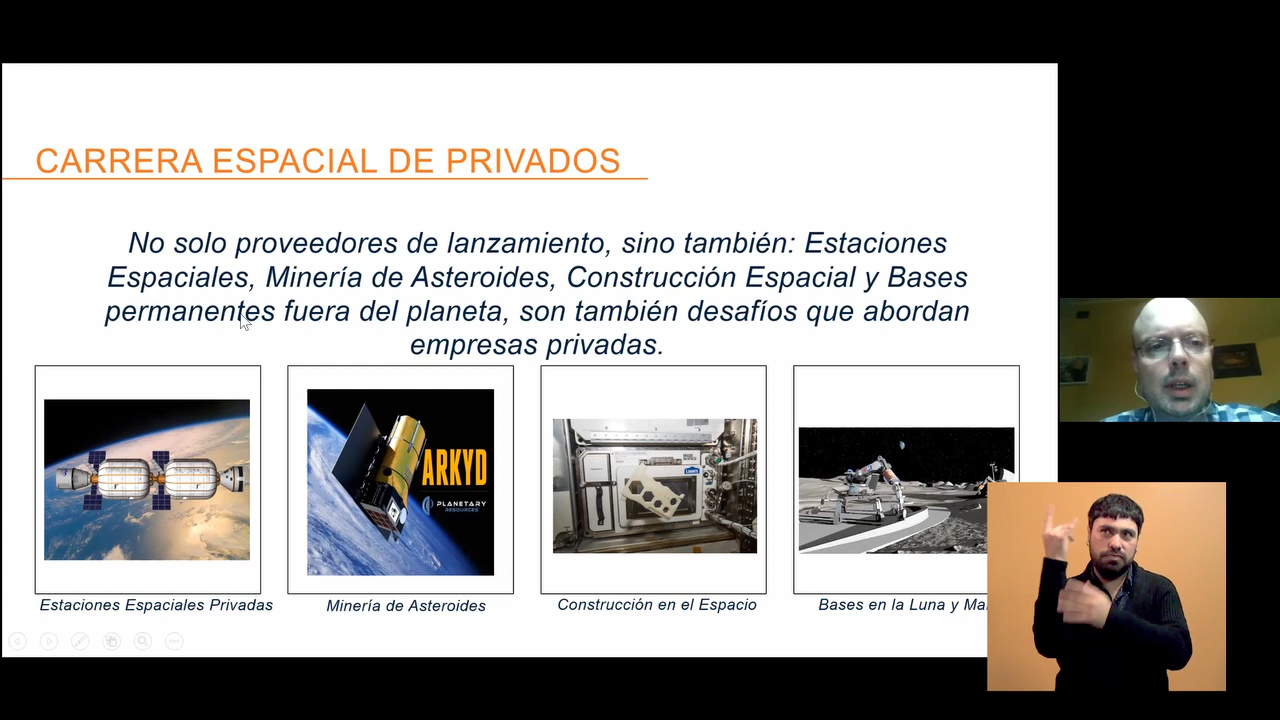 CARRERA ESPACIAL DE PRIVADOS
No solo proveedores de lanzamiento, sino también: Estaciones
Espaciales, Minería de Asteroides, Construcción Espacial y Bases
permanentes fuera del planeta, son también desafíos que abordan
empresas privadas.
ARKYD
PLANETARY
RESOURCES
Estaciones Espaciales Privadas
Minería de Asteroides
Construcción en el Espacio
Bases en la Luna y